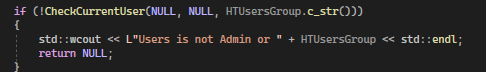 if (!CheckCurrentUser(NULL, NULL, HTUsersGroup.c_str()))
{
    std::wcout << L"Users is not Admin or " + HTUsersGroup << std::endl;
    return NULL;
}